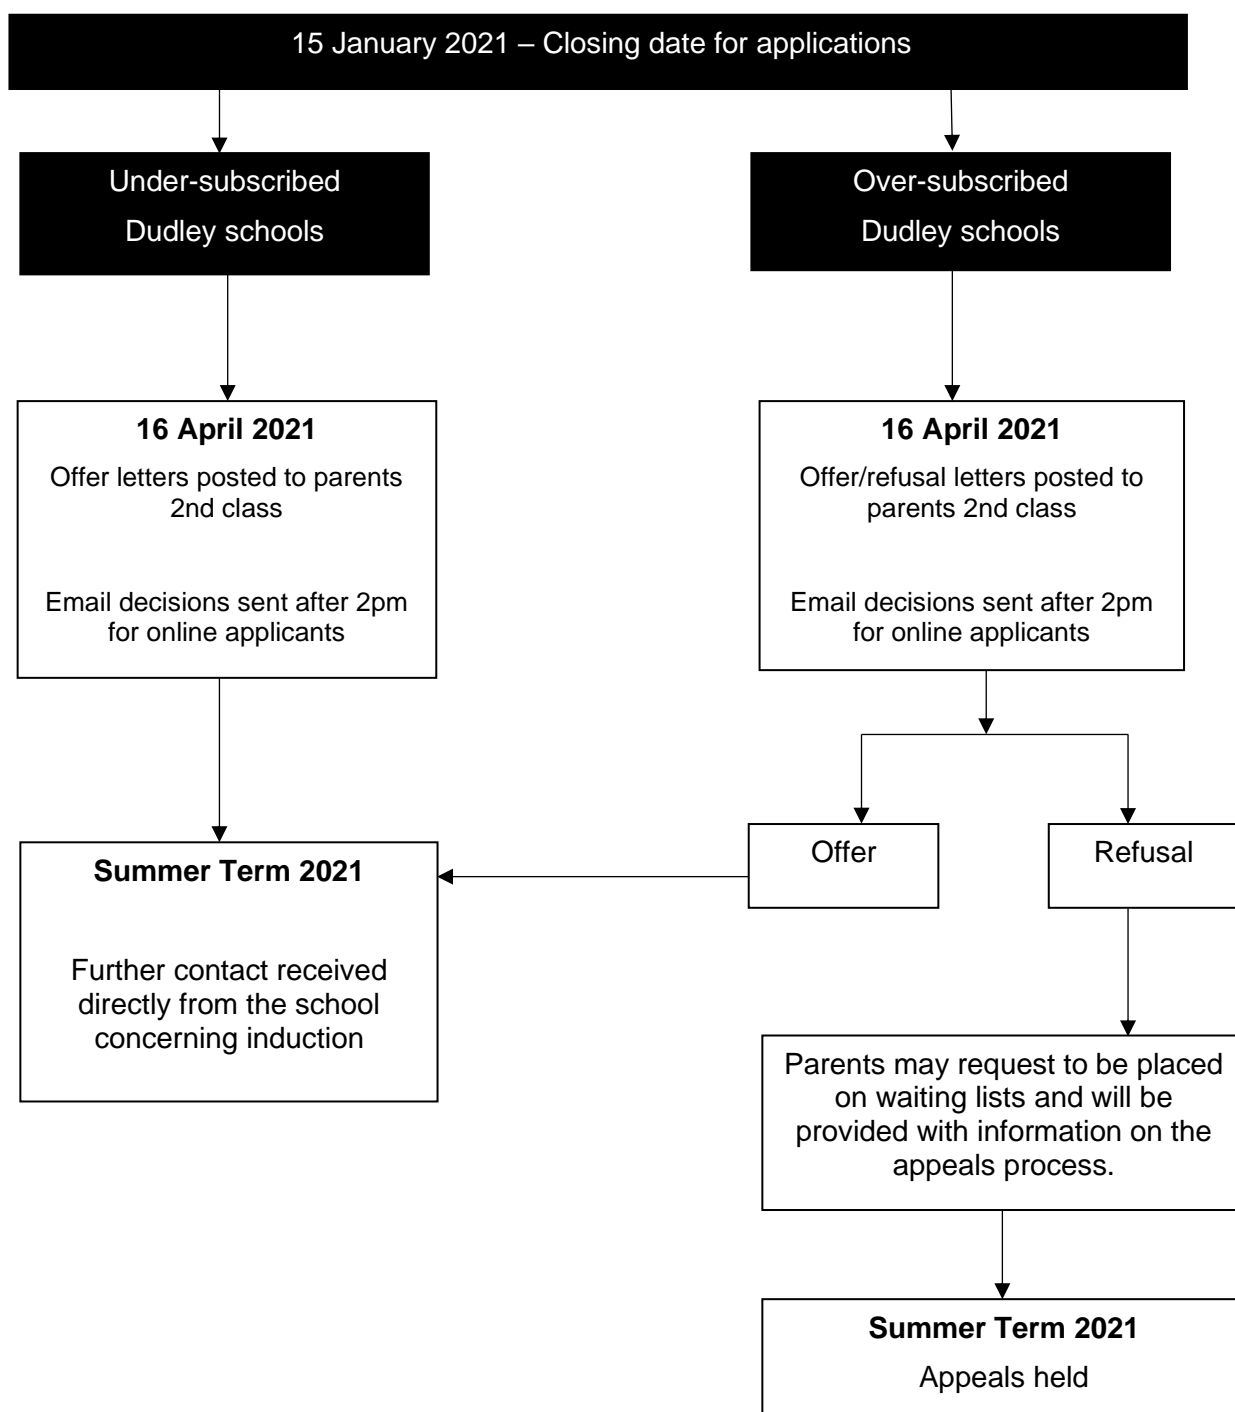 15 January 2021 – Closing date for applications
Under-subscribed
Dudley schools
Over-subscribed
Dudley schools
16 April 2021
Offer letters posted to parents
2nd class
Email decisions sent after 2pm
for online applicants
16 April 2021
Offer/refusal letters posted to
parents 2nd class
Email decisions sent after 2pm
for online applicants
Offer
Refusal
Summer Term 2021
Further contact received
directly from the school
concerning induction
Parents may request to be placed
on waiting lists and will be
provided with information on the
appeals process.
Summer Term 2021
Appeals held